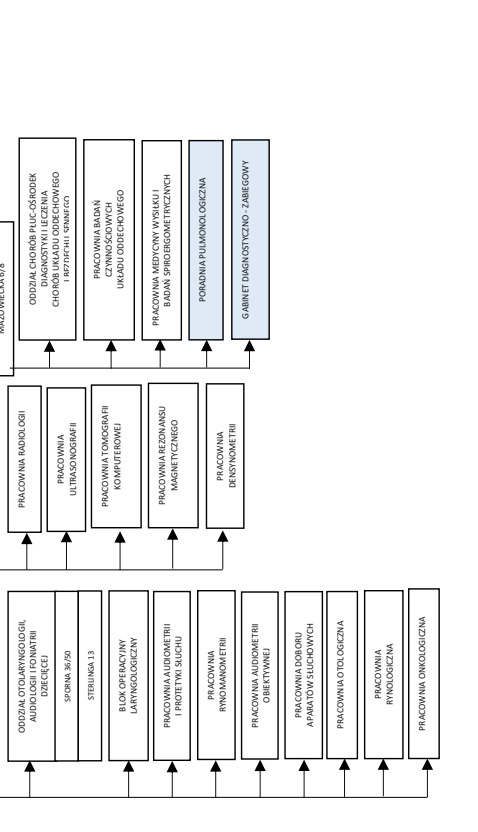 MAZOWIECKA 6/8
ODDZIAŁ CHORÓB PŁUC-OŚRODEK
DIAGNOSTYKI I LECZENIA
CHORÓB UKŁADU ODDECHOWEGO
I BEZDECHU SENNEGO
PRACOWNIA BADAŃ
CZYNNOŚCIOWYCH
UKŁADU ODDECHOWEGO
PRACOWNIA MEDYCYNY WYSIŁKU I
BADAŃ SPIROERGOMETRYCZNYCH
PORADNIA PULMONOLOGICZNA
GABINET DIAGNOSTYCZNO - ZABIEGOWY
PRACOWNIA RADIOLOGII
PRACOWNIA
ULTRASONOGRAFII
PRACOWNIA TOMOGRAFII
KOMPUTEROWEJ
PRACOWNIA REZONANSU
MAGNETYCZNEGO
PRACOWNIA
DENSYNOMETRII
ODDZIAŁ OTOLARYNGOLOGII,
AUDIOLOGII I FONIATRII
DZIECIĘCEJ
SPORNA 36/50
STERLINGA 13
BLOK OPERACYJNY
LARYNGOLOGICZNY
PRACOWNIA AUDIOMETRII
I PROTETYKI SŁUCHU
PRACOWNIA
RYNOMANOMETRII
PRACOWNIA AUDIOMETRII
OBIEKTYWNEJ
PRACOWNIA DOBORU
APARATÓW SŁUCHOWYCH
PRACOWNIA OTOLOGICZNA
PRACOWNIA
RYNOLOGICZNA
PRACOWNIA ONKOLOGICZNA